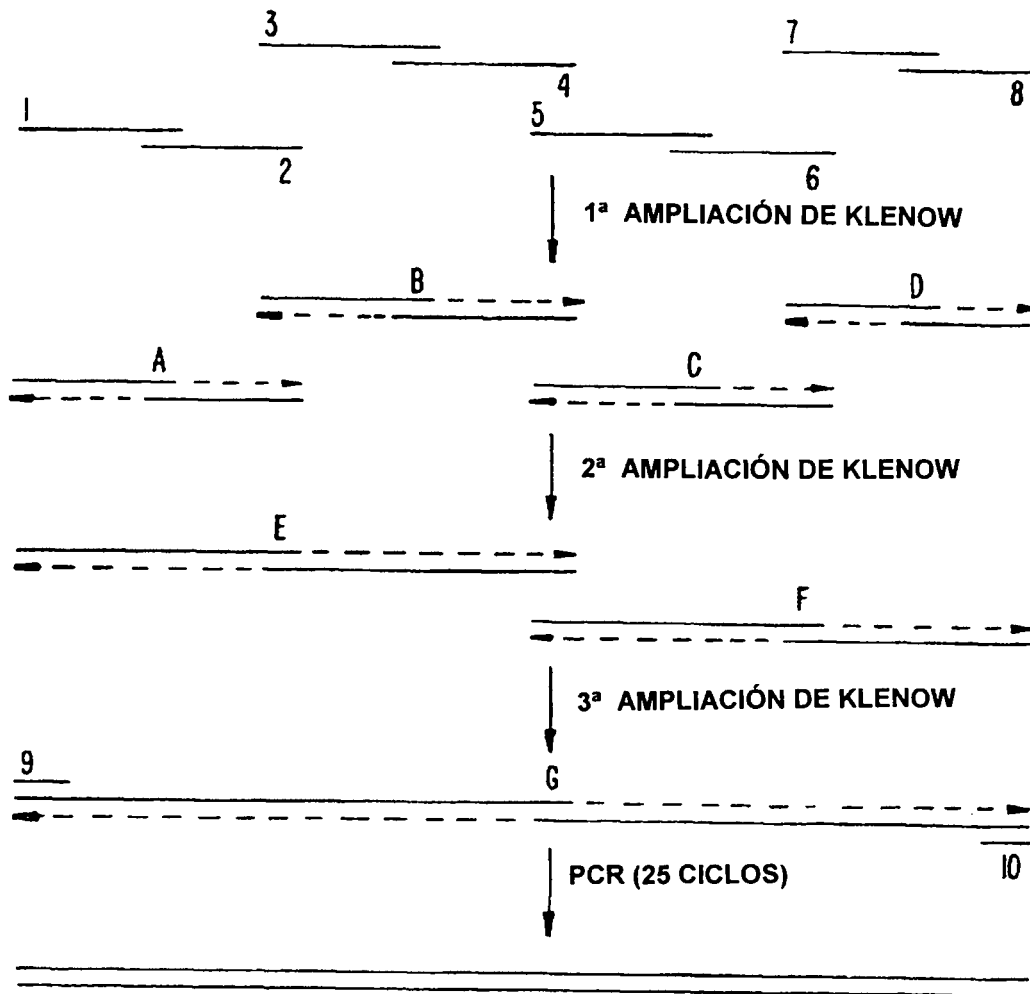 3
7
4
8
1
5
2
6
1ª AMPLIACIÓN DE KLENOW
B
D
A
C
2ª AMPLIACIÓN DE KLENOW
E
F
3ª AMPLIACIÓN DE KLENOW
9
G
10
PCR (25 CICLOS)